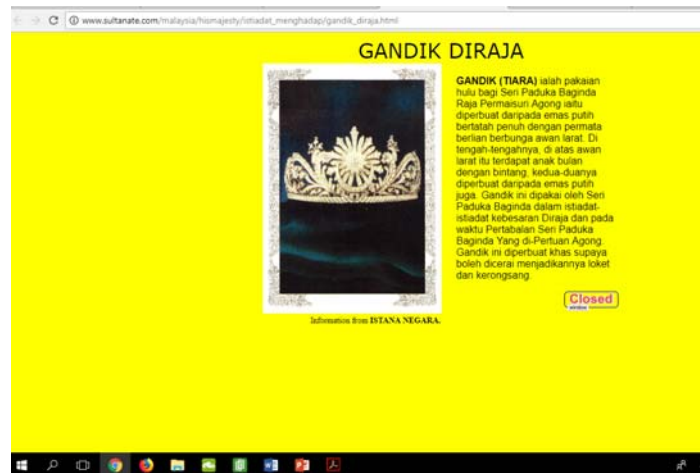 www.sultanate.com/malaysia/hismajesty/istiadat_menghadap/gandik_diraja.html
GANDIK DIRAJA
GANDIK (TIARA) ialah pakaian
hulu bagi Seri Paduka Baginda
Raja Permaisuri Agong iaitu
diperbuat daripada emas putih
bertatah penuh dengan permata
berlian berbunga awan larat. Di
tengah-tengahnya, di atas awan
larat itu terdapat anak bulan
dengan bintang, kedua-duanya
diperbuat daripada emas putih
juga. Gandik ini dipakai oleh Seri
Paduka Baginda dalam istiadat-
istiadat kebesaran Diraja dan pada
waktu Pertabalan Seri Paduka
Baginda Yang di-Pertuan Agong.
Gandik ini diperbuat khas supaya
boleh dicerai menjadikannya loket
dan kerongsang.
Closed
window
Information from ISTANA NEGARA.